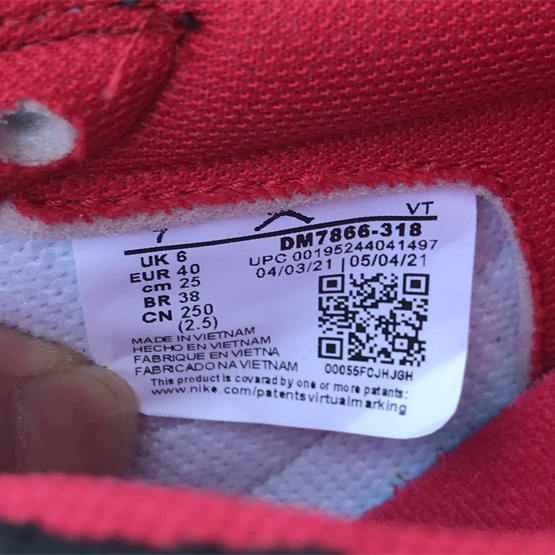 7 VT
UK 6 DM7866-318
EUR 40 UPC 00195244041497
cm 25 04/03/21 | 05/04/21
BR 38
CN 250
(2.5)
MADE IN VIETNAM
HECHO EN VIETNAM
FABRIQUE EN VIETNA
FABRICADO NA VIETNAM
00055FCJHJGH
This product is covarad by one or more patants:
www.nike.com/patentsvirtualmarking